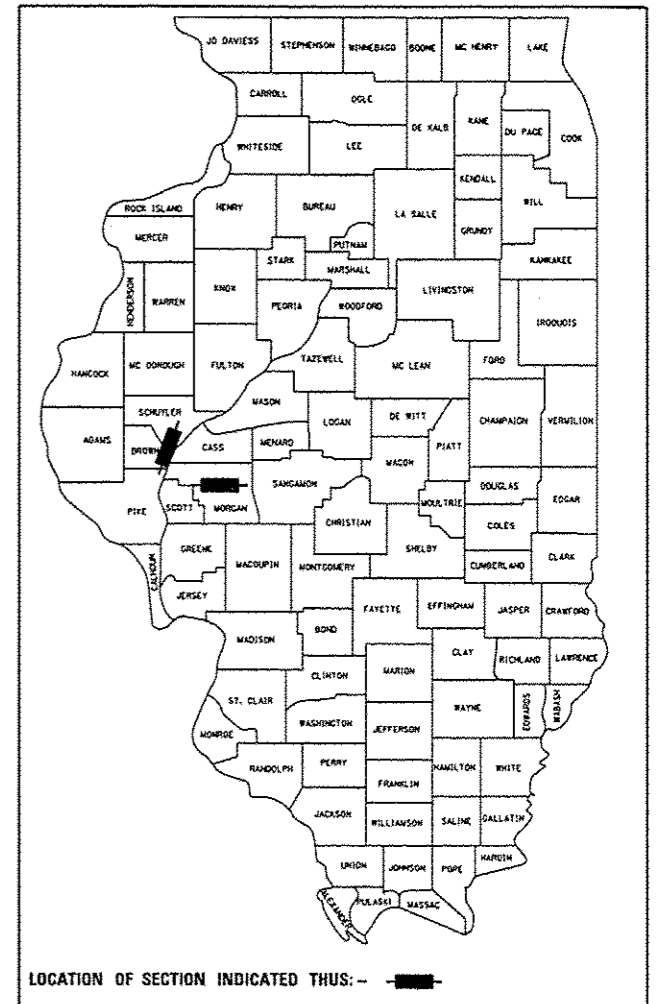 JO DAVIESS STEPHENSON WINNEBAGO BOONE MC HENRY LAKE
CARROLL OGLE KANE
DE KALB DU PAGE COOK
WHITESIDE LEE
KENDALL
ROCK ISLAND HENRY BUREAU LA SALLE WILL
MERCER PUTNAM GRUNDY
STARK MARSHALL KANKAKEE
HENDERSON WARREN KNOX LIVINGSTON
PEORIA WOODFORD IROQUOIS
HANCOCK MC DONOUGH FULTON TAZEWELL MC LEAN FORD
SCHUYLER MASON DE WITT CHAMPAIGN VERMILION
ADAMS BROWN CASS MENARD LOGAN PIATT
MACON
SCOTT MORGAN SANGAMON DOUGLAS EDGAR
PIKE CHRISTIAN MOULTRIE
COLES
GREENE SHELBY
CALHOUN MACOUPIN MONTGOMERY CUMBERLAND CLARK
JERSEY
FAYETTE EFFINGHAM JASPER CRAWFORD
MADISON BOND
CLAY RICHLAND LAWRENCE
CLINTON MARION
ST. CLAIR WAYNE EDWARDS WABASH
WASHINGTON JEFFERSON
MONROE
RANDOLPH PERRY HAMILTON WHITE
FRANKLIN
JACKSON WILLIAMSON SALINE GALLATIN
UNION JOHNSON POPE HARDIN
ALEXANDER PULASKI MASSAC
LOCATION OF SECTION INDICATED THUS: -